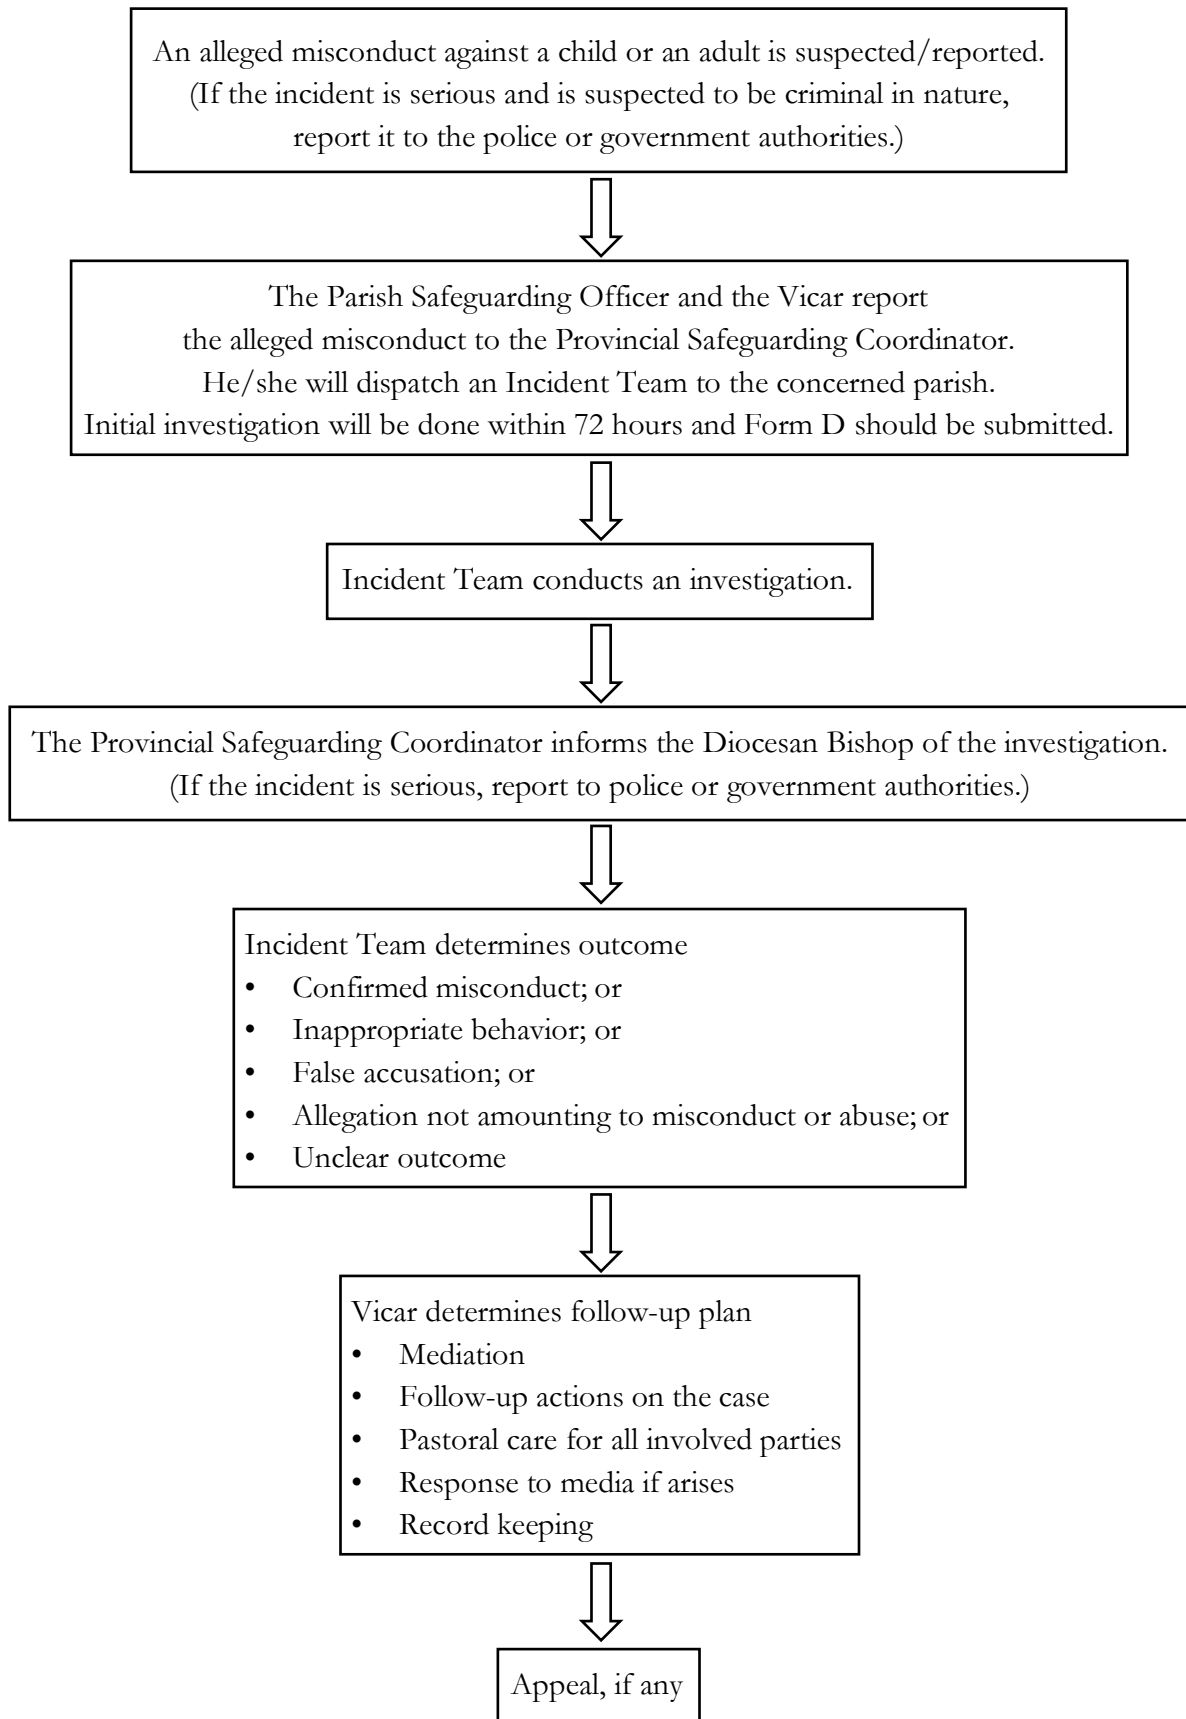 An alleged misconduct against a child or an adult is suspected/reported.
(If the incident is serious and is suspected to be criminal in nature,
report it to the police or government authorities.)
The Parish Safeguarding Officer and the Vicar report
the alleged misconduct to the Provincial Safeguarding Coordinator.
He/she will dispatch an Incident Team to the concerned parish.
Initial investigation will be done within 72 hours and Form D should be submitted.
Incident Team conducts an investigation.
The Provincial Safeguarding Coordinator informs the Diocesan Bishop of the investigation.
(If the incident is serious, report to police or government authorities.)
Incident Team determines outcome
• Confirmed misconduct; or
• Inappropriate behavior; or
• False accusation; or
• Allegation not amounting to misconduct or abuse; or
• Unclear outcome
Vicar determines follow-up plan
• Mediation
• Follow-up actions on the case
• Pastoral care for all involved parties
• Response to media if arises
• Record keeping
Appeal, if any